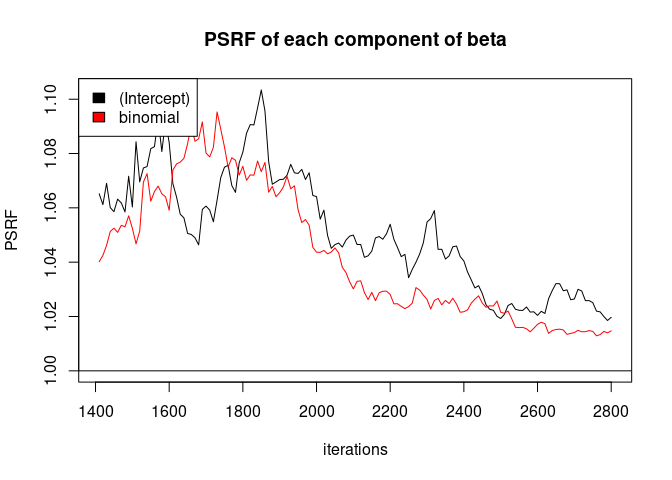 PSRF of each component of beta
(Intercept)
binomial
PSRF
1.10
1.08
1.06
1.04
1.02
1.00
1400 1600 1800 2000 2200 2400 2600 2800
iterations